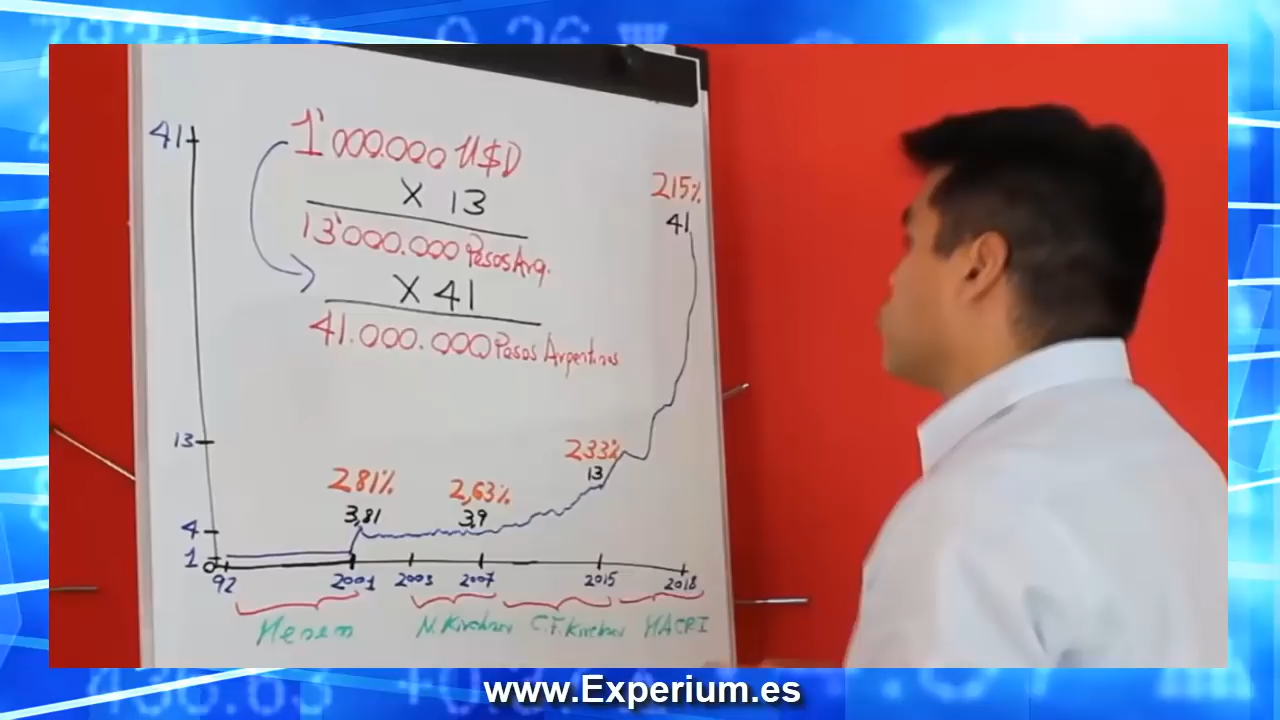 41
1'000.000 U$D
X 13
13'000.000 Pesos Arg.
X 41
41.000.000 Pesos Argentinos
215%
41
13
233%
13
281%
3,81
2,63%
3,9
4
1
0
92
2001
2003
2007
2015
2018
Menem
N. Kirchner
C.F. Kirchner
MACRI
www.Experium.es